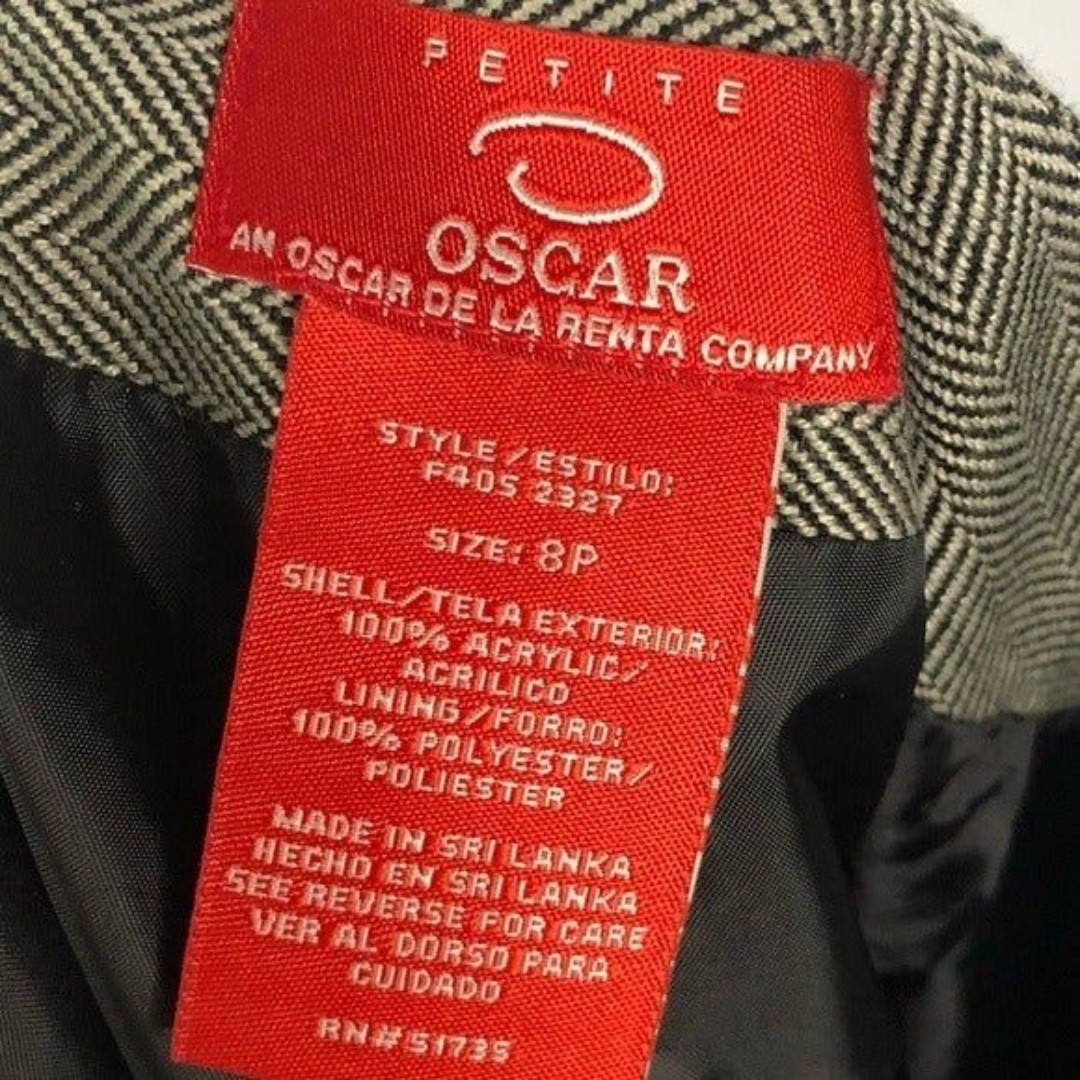 PETITE
OSCAR
AN OSCAR DE LA RENTA COMPANY
STYLE/ESTILO:
F40S 2327
SIZE: 8P
SHELL/TELA EXTERIOR:
100% ACRYLIC/
ACRILICO
LINING/FORRO:
100% POLYESTER/
POLIESTER
MADE IN SRI LANKA
HECHO EN SRI LANKA
SEE REVERSE FOR CARE
VER AL DORSO PARA
CUIDADO
RN#51735